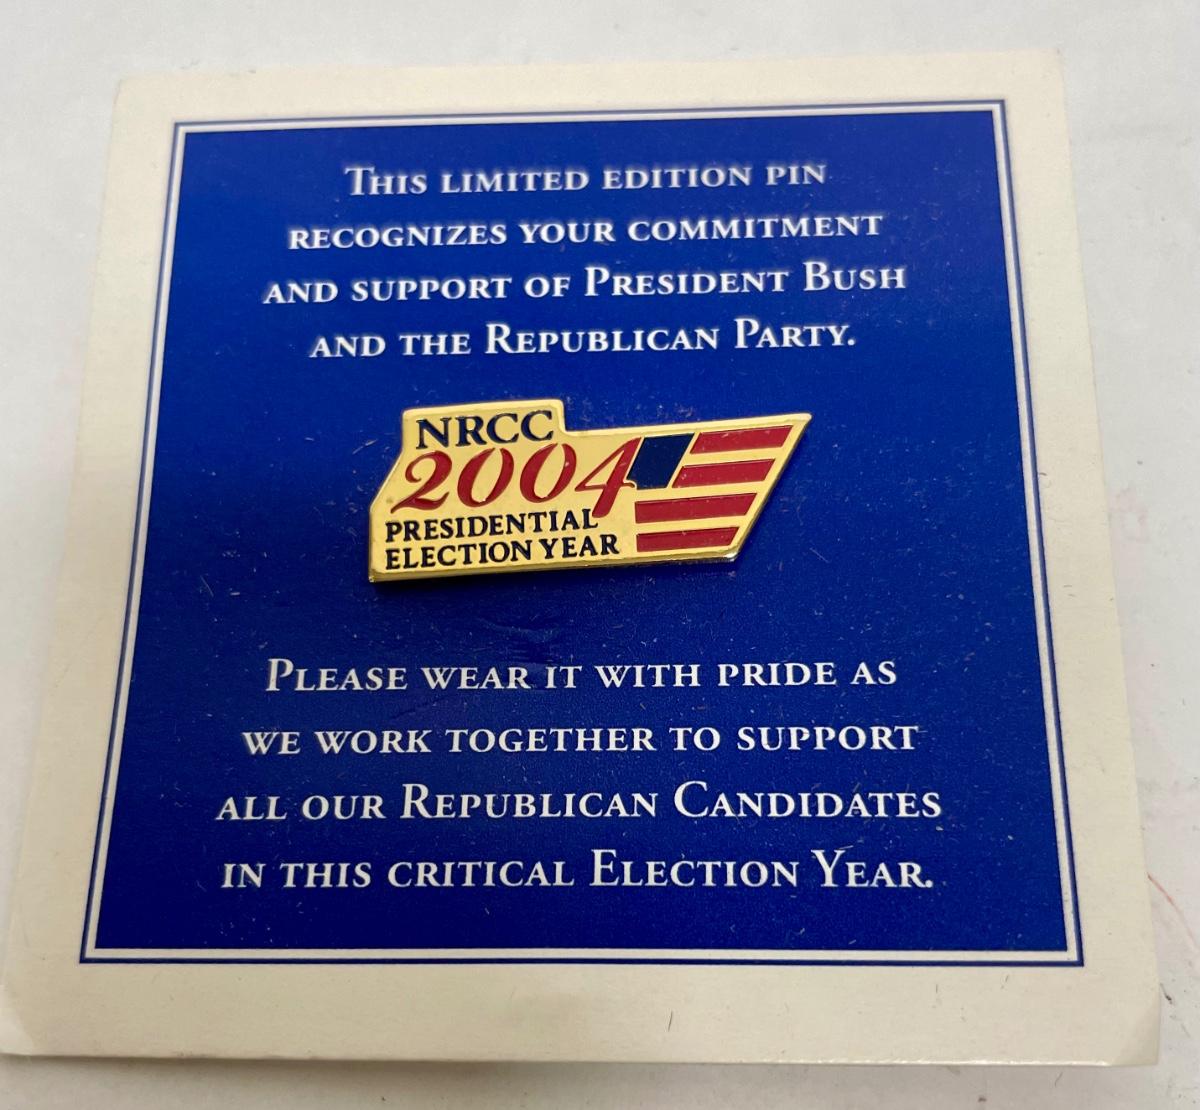 This limited edition pin
recognizes your commitment
and support of President Bush
and the Republican Party.
NRCC
2004
PRESIDENTIAL
ELECTION YEAR
Please wear it with pride as
we work together to support
all our Republican Candidates
in this critical Election Year.